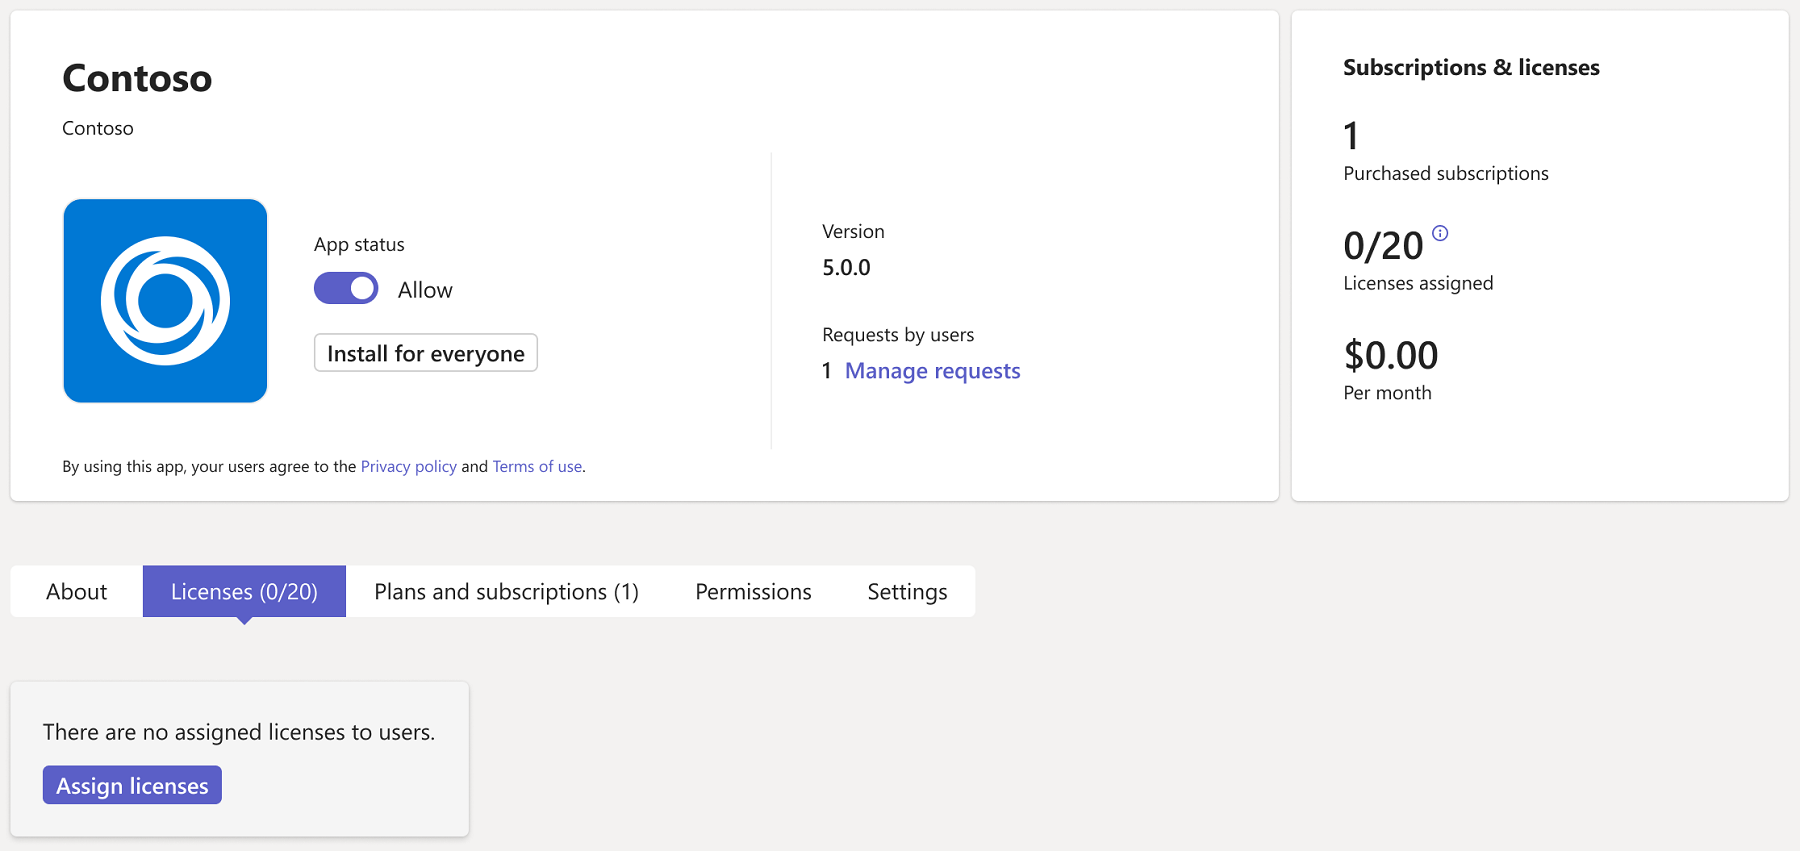 Contoso
Contoso
App status
Allow
Install for everyone
Version
5.0.0
Requests by users
1 Manage requests
By using this app, your users agree to the Privacy policy and Terms of use.
Subscriptions & licenses
1
Purchased subscriptions
0/20
Licenses assigned
$0.00
Per month
About
Licenses (0/20)
Plans and subscriptions (1)
Permissions
Settings
There are no assigned licenses to users.
Assign licenses